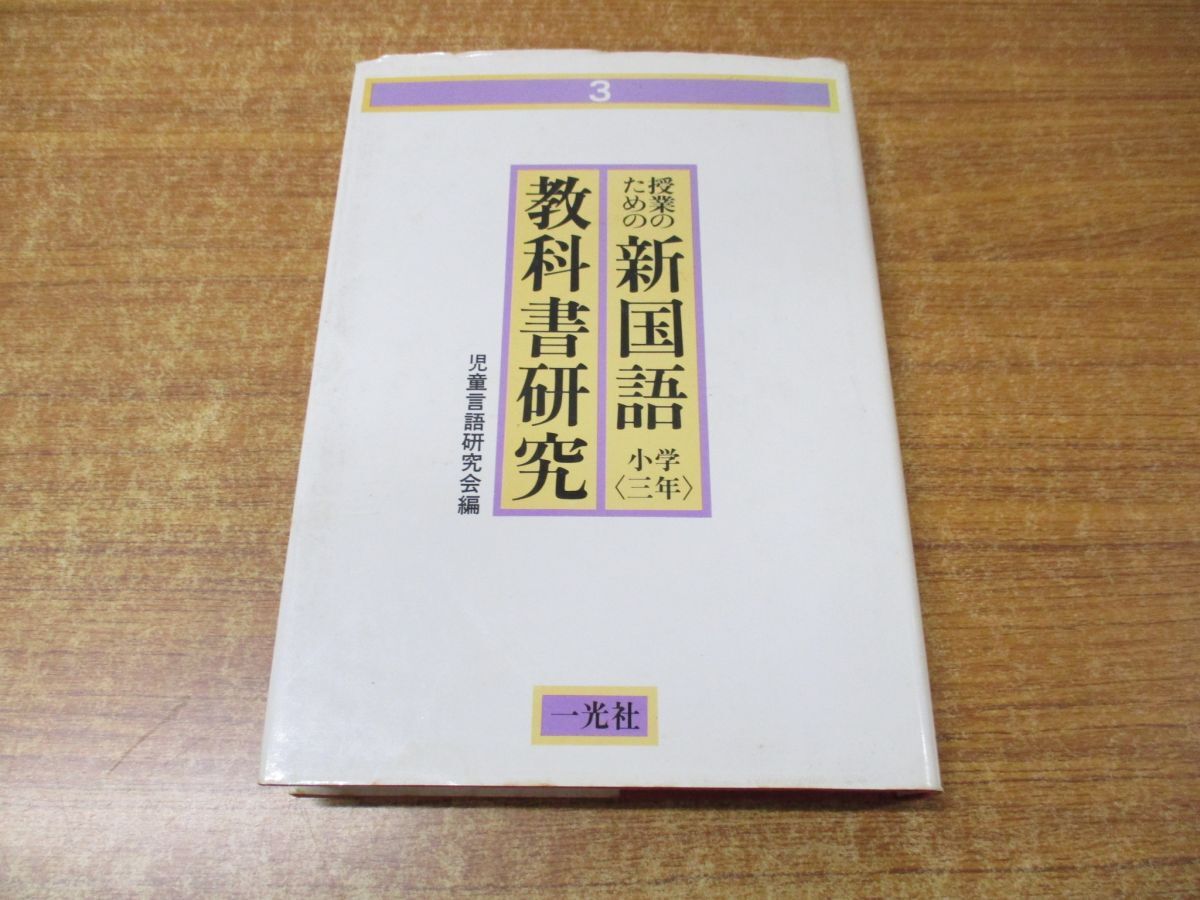 3
授業の
ための
新国語
小学
〈三年〉
教科書研究
児童言語研究会編
一光社